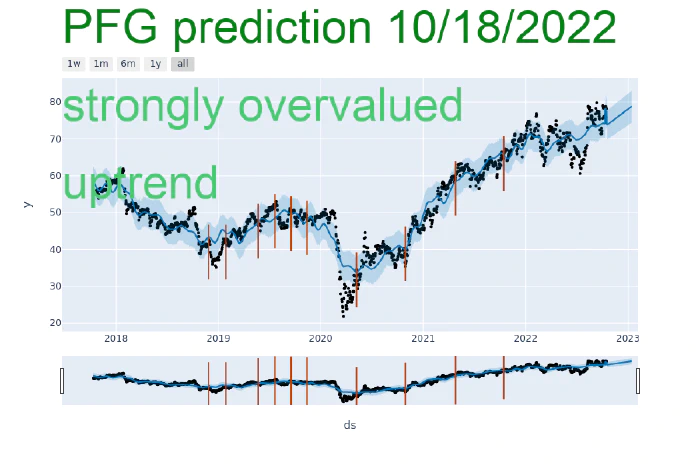 PFG prediction 10/18/2022
1w 1m 6m 1y all
strongly overvalued
uptrend
80
70
60
50
40
30
20
y
2018 2019 2020 2021 2022 2023
ds